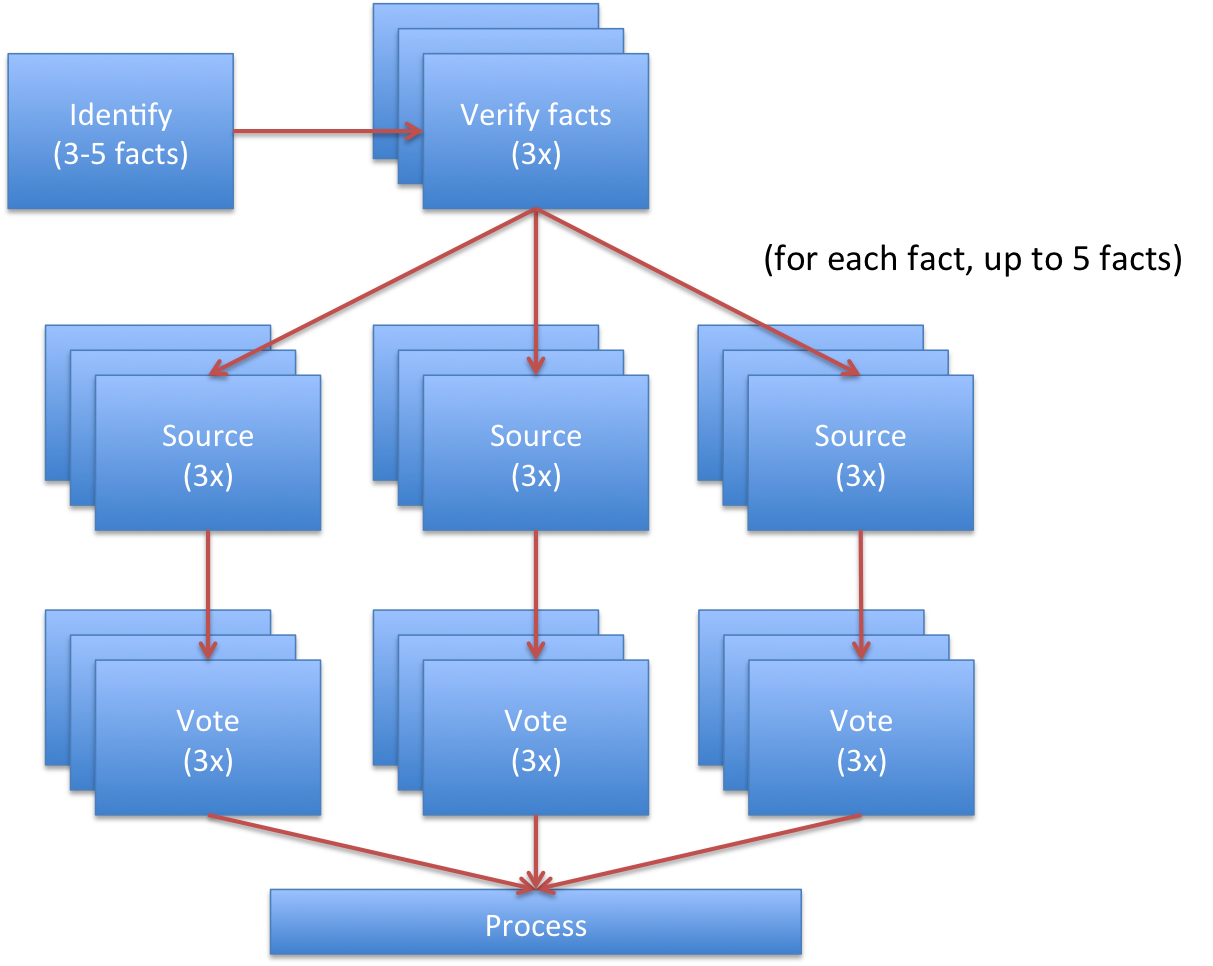 Identify
(3-5 facts)
Verify facts
(3x)
(for each fact, up to 5 facts)
Source
(3x)
Source
(3x)
Source
(3x)
Vote
(3x)
Vote
(3x)
Vote
(3x)
Process